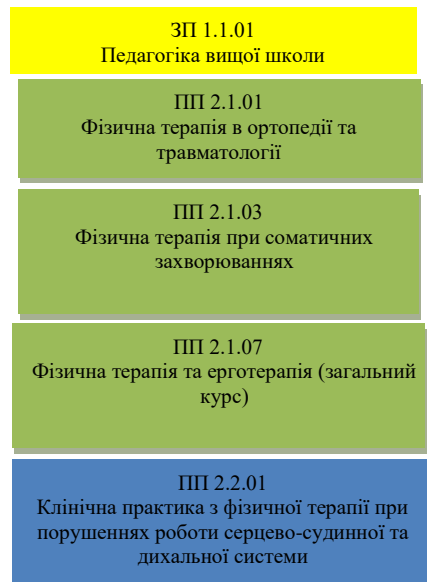 ЗП 1.1.01
Педагогіка вищої школи
ПП 2.1.01
Фізична терапія в ортопедії та
травматології
ПП 2.1.03
Фізична терапія при соматичних
захворюваннях
ПП 2.1.07
Фізична терапія та ерготерапія (загальний
курс)
ПП 2.2.01
Клінічна практика з фізичної терапії при
порушеннях роботи серцево-судинної та
дихальної системи